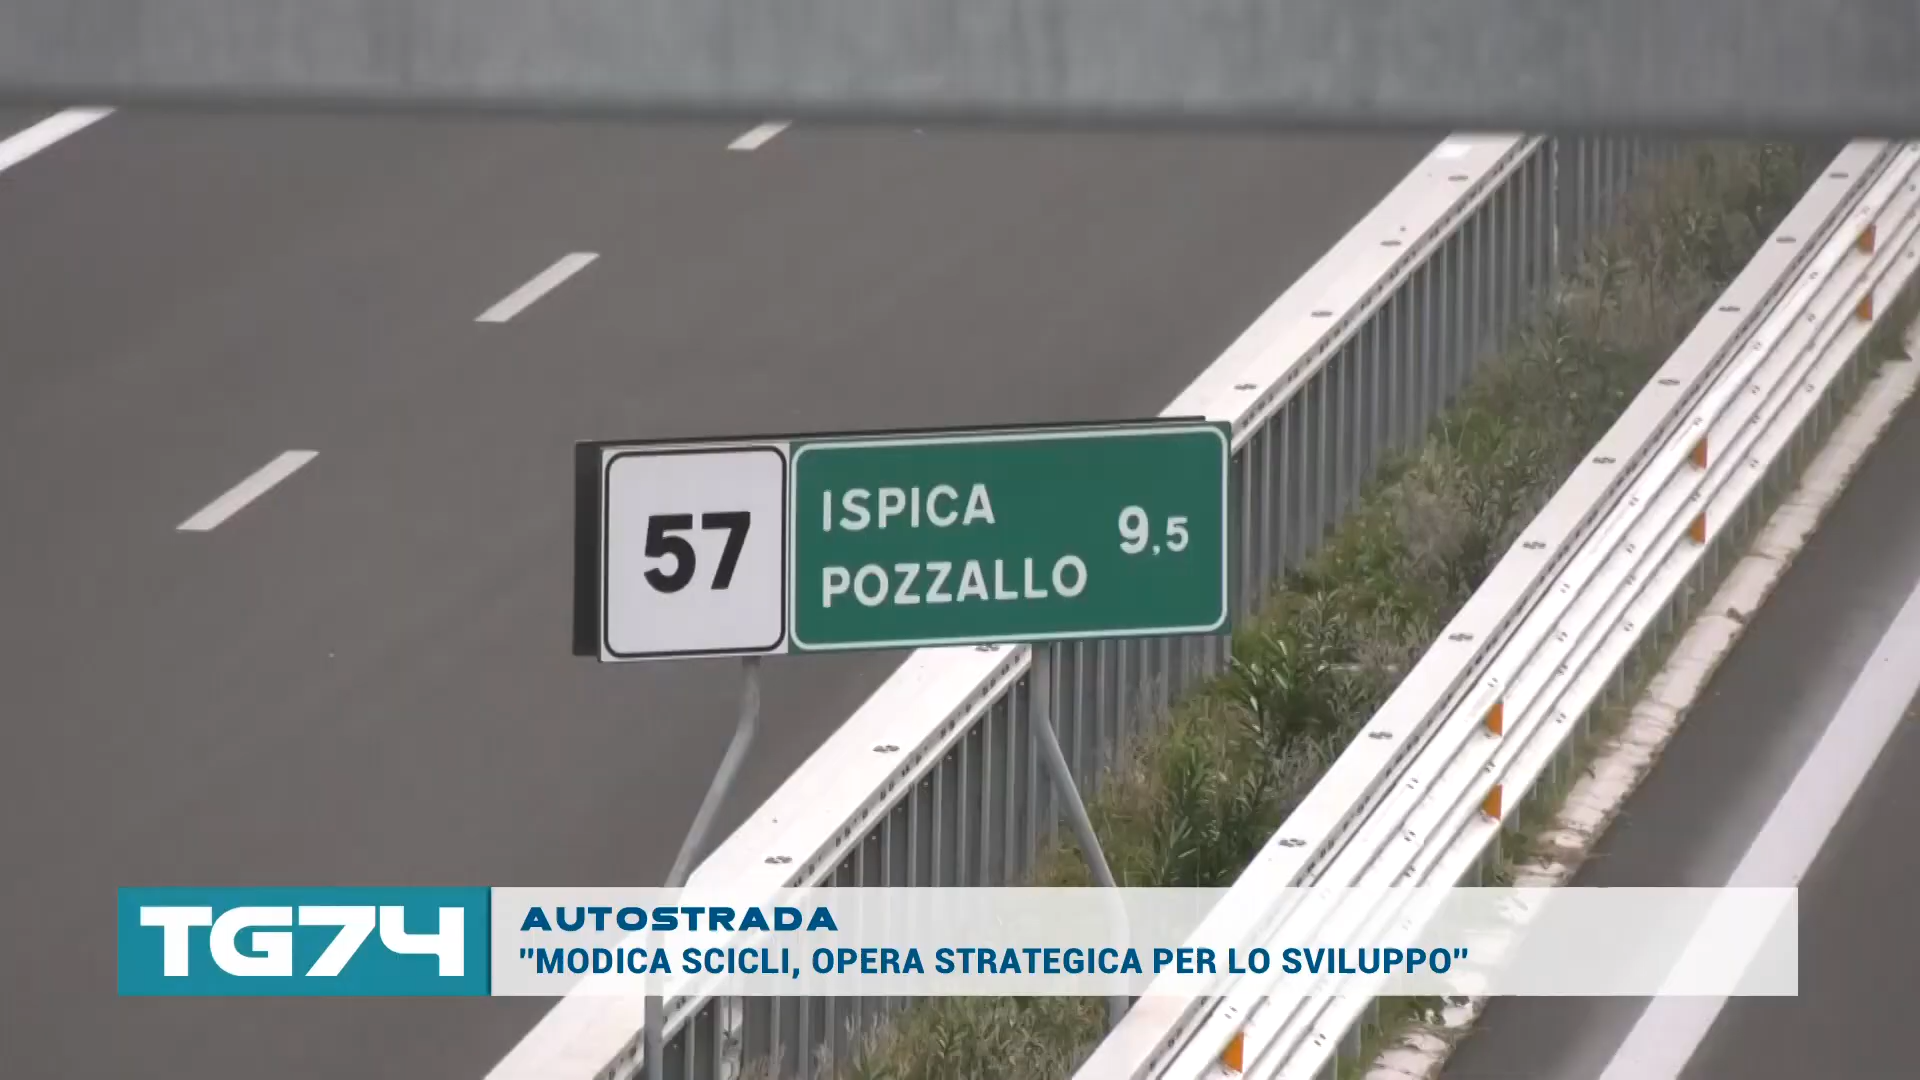 57
ISPICA
POZZALLO
9,5
TG74
AUTOSTRADA
"MODICA SCICLI, OPERA STRATEGICA PER LO SVILUPPO"